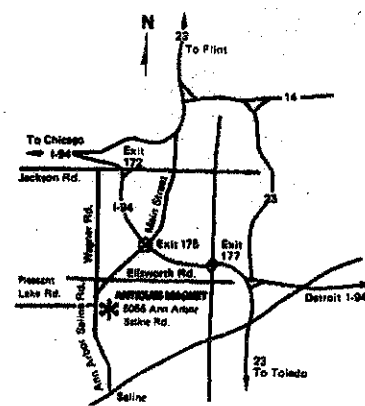 N
23
To Flint
14
To Chicago
I-94
Exit
172
Jackson Rd.
Main Street
Wagner Rd.
I-94
23
Exit 175
Exit
177
Ellsworth Rd.
Pleasant
Lake Rd.
ANTIQUES MARKET
5055 Ann Arbor
Saline Rd.
Detroit I-94
Ann Arbor Saline Rd.
23
To Toledo
Saline